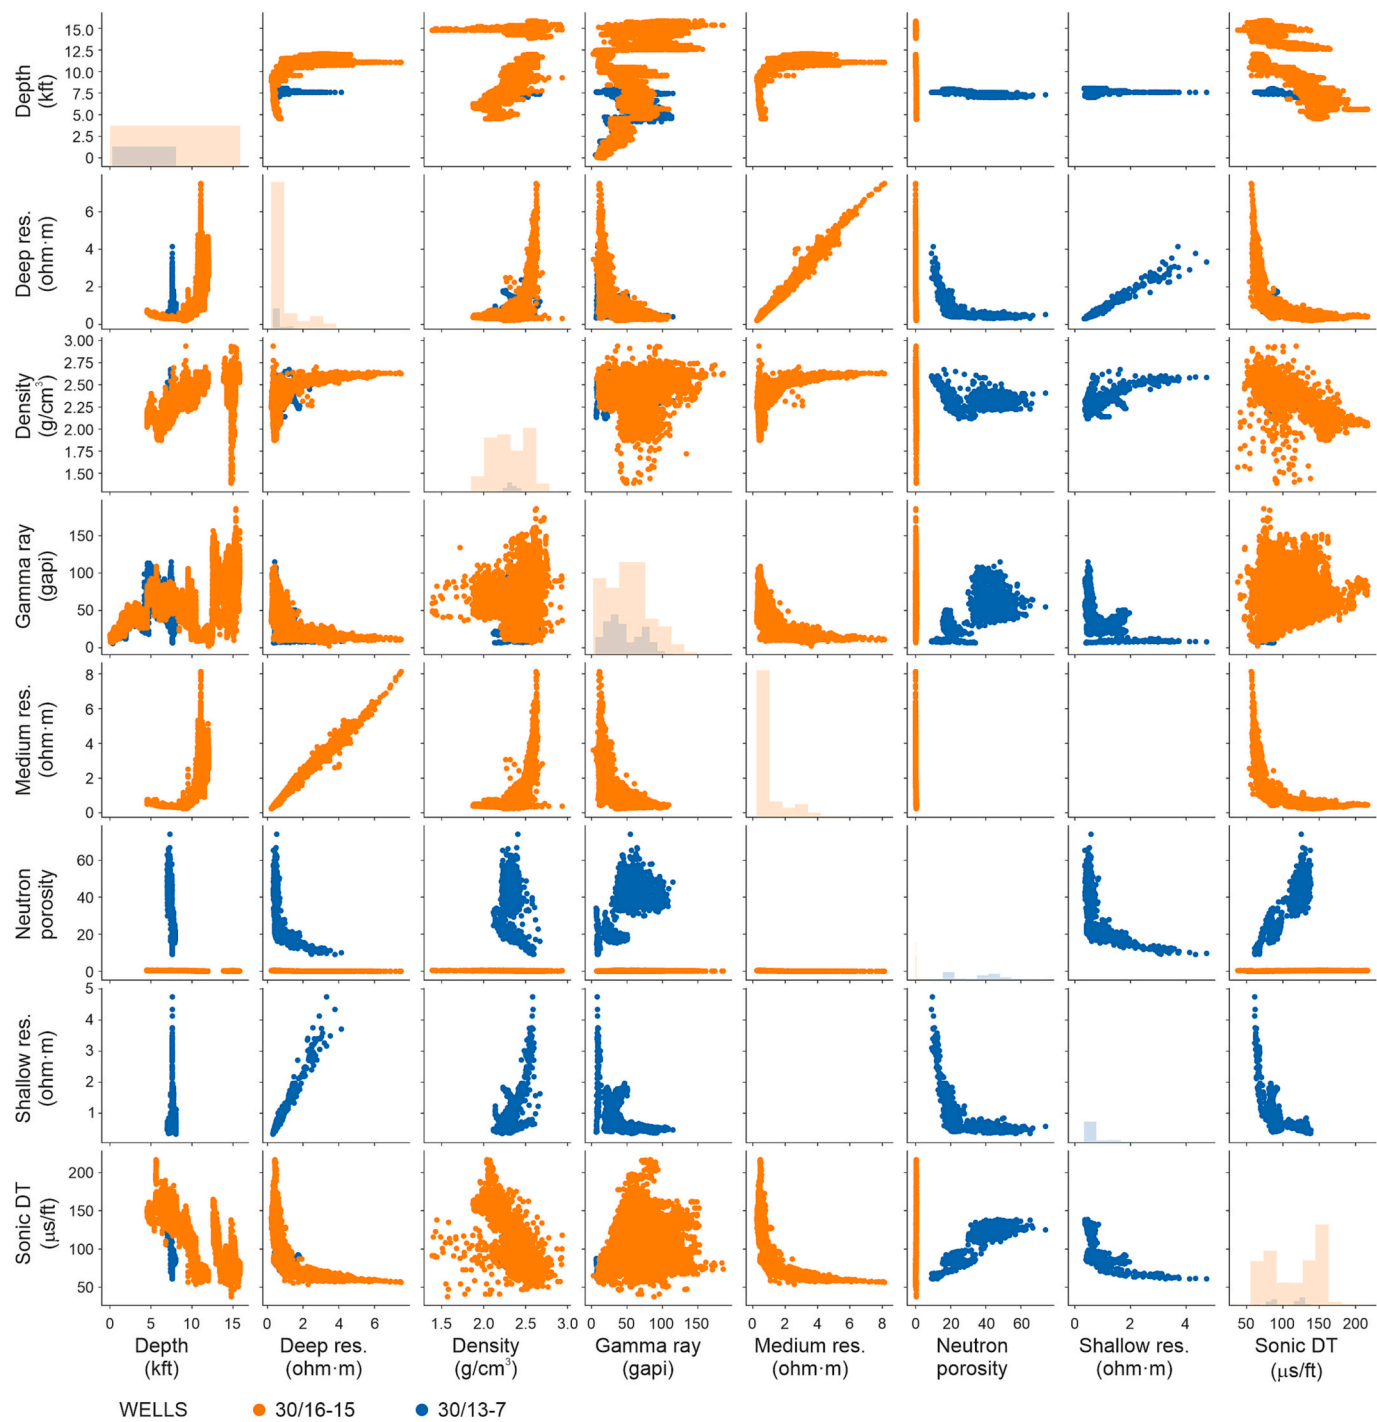 Depth
(kft)
15.0
12.5
10.0
7.5
5.0
2.5
0
Deep res.
(ohm·m)
6
4
2
0
Density
(g/cm³)
3.00
2.75
2.50
2.25
2.00
1.75
1.50
Gamma ray
(gapi)
150
100
50
0
Medium res.
(ohm·m)
8
6
4
2
0
Neutron
porosity
60
40
20
0
Shallow res.
(ohm·m)
5
4
3
2
1
Sonic DT
(µs/ft)
200
150
100
50
0 5 10 15
0 2 4 6
1.5 2.0 2.5 3.0
0 50 100 150
0 2 4 6 8
0 20 40 60
0 2 4
50 100 150 200
Depth
(kft)
Deep res.
(ohm·m)
Density
(g/cm³)
Gamma ray
(gapi)
Medium res.
(ohm·m)
Neutron
porosity
Shallow res.
(ohm·m)
Sonic DT
(µs/ft)
WELLS 30/16-15 30/13-7